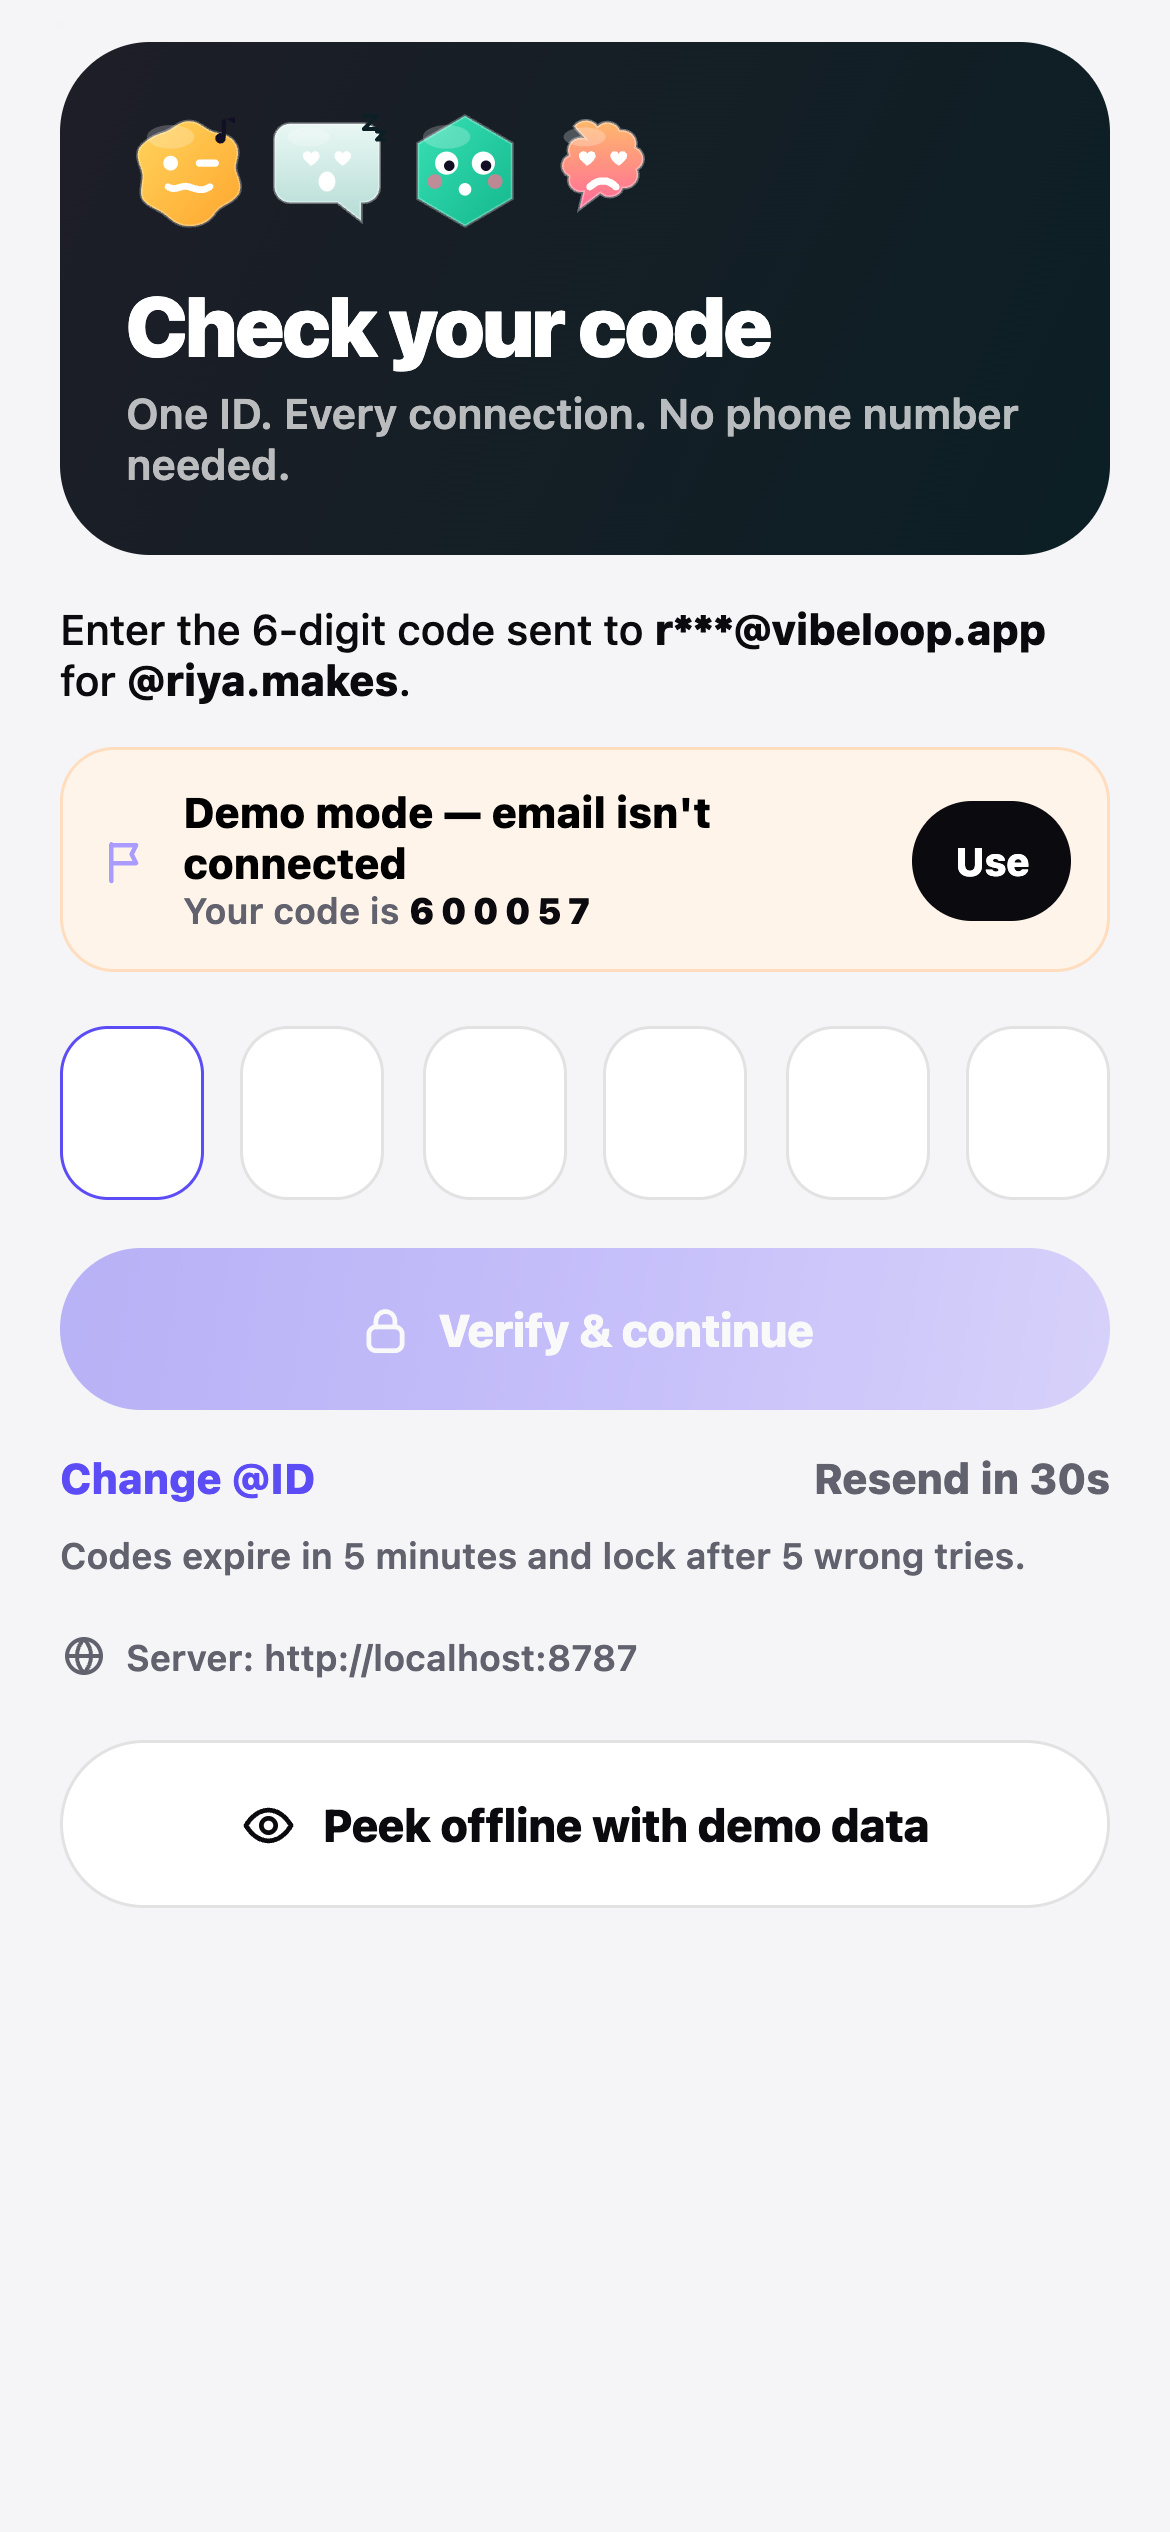 Check your code
One ID. Every connection. No phone number
needed.
Enter the 6-digit code sent to r***@vibeloop.app
for @riya.makes.
Demo mode — email isn't
connected
Your code is 600057
Use
Verify & continue
Change @ID
Resend in 30s
Codes expire in 5 minutes and lock after 5 wrong tries.
Server: http://localhost:8787
Peek offline with demo data